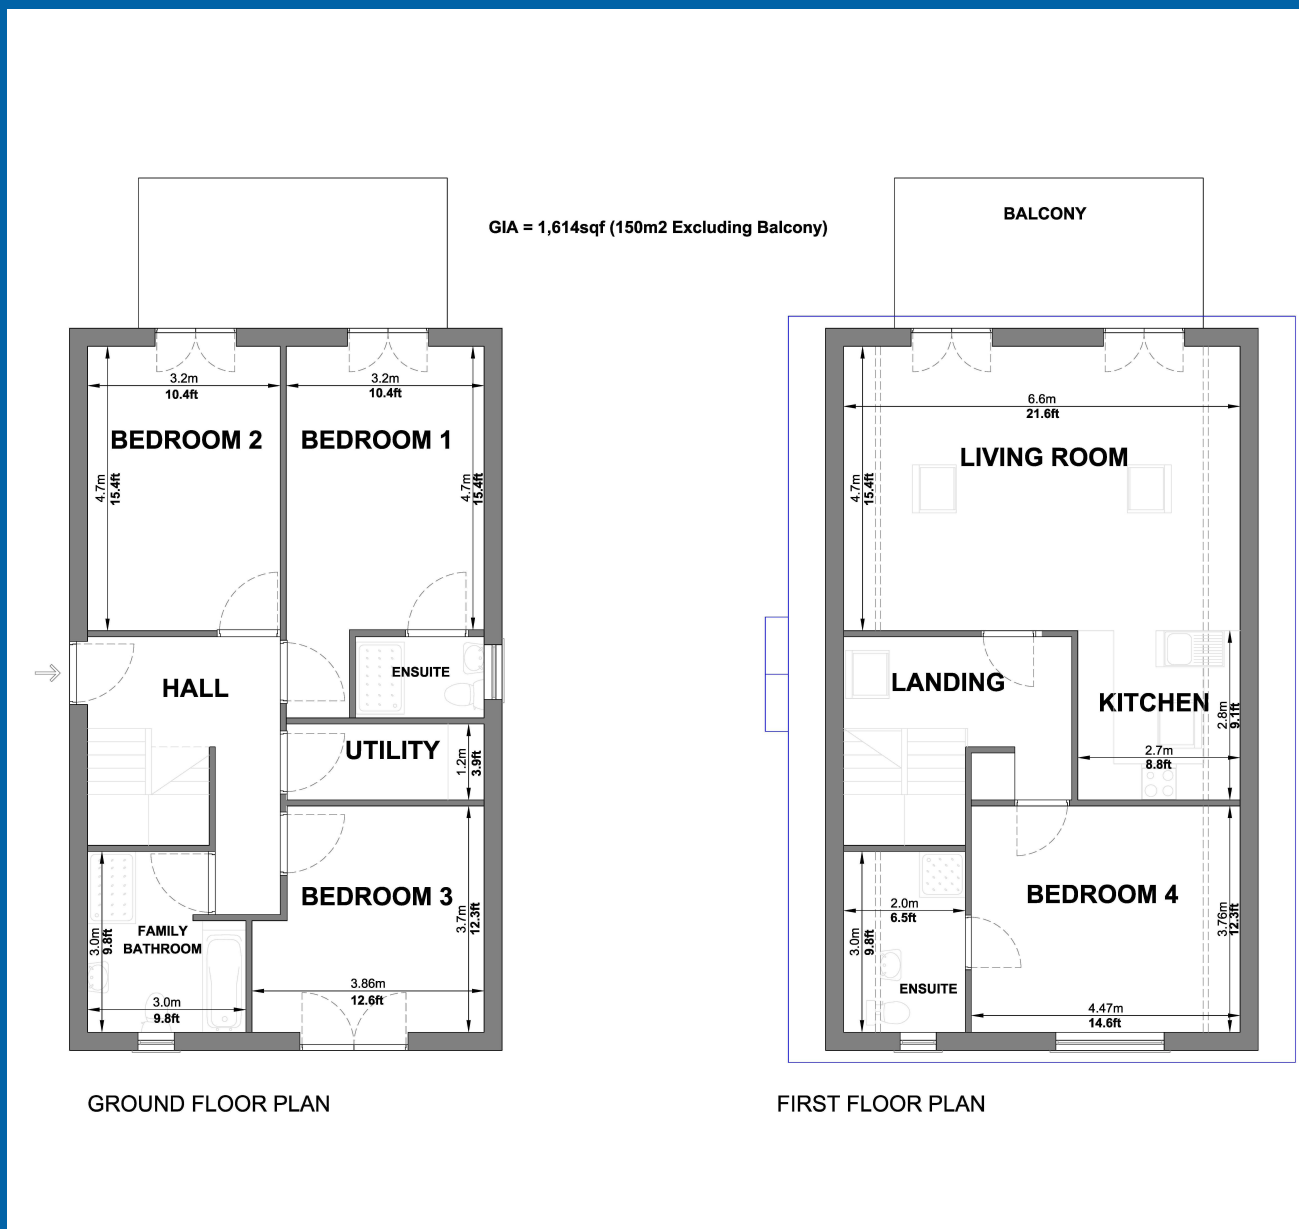 GIA = 1,614sqf (150m2 Excluding Balcony)
3.2m
10.4ft
3.2m
10.4ft
BEDROOM 2
BEDROOM 1
4.7m
15.4ft
4.7m
15.4ft
ENSUITE
HALL
UTILITY
1.2m
3.9ft
BEDROOM 3
3.7m
12.3ft
FAMILY
BATHROOM
3.0m
9.8ft
3.0m
9.8ft
3.86m
12.6ft
GROUND FLOOR PLAN
BALCONY
6.6m
21.6ft
LIVING ROOM
4.7m
15.4ft
LANDING
KITCHEN
2.8m
9.1ft
2.7m
8.8ft
BEDROOM 4
2.0m
6.5ft
3.0m
9.8ft
3.76m
12.3ft
ENSUITE
4.47m
14.6ft
FIRST FLOOR PLAN